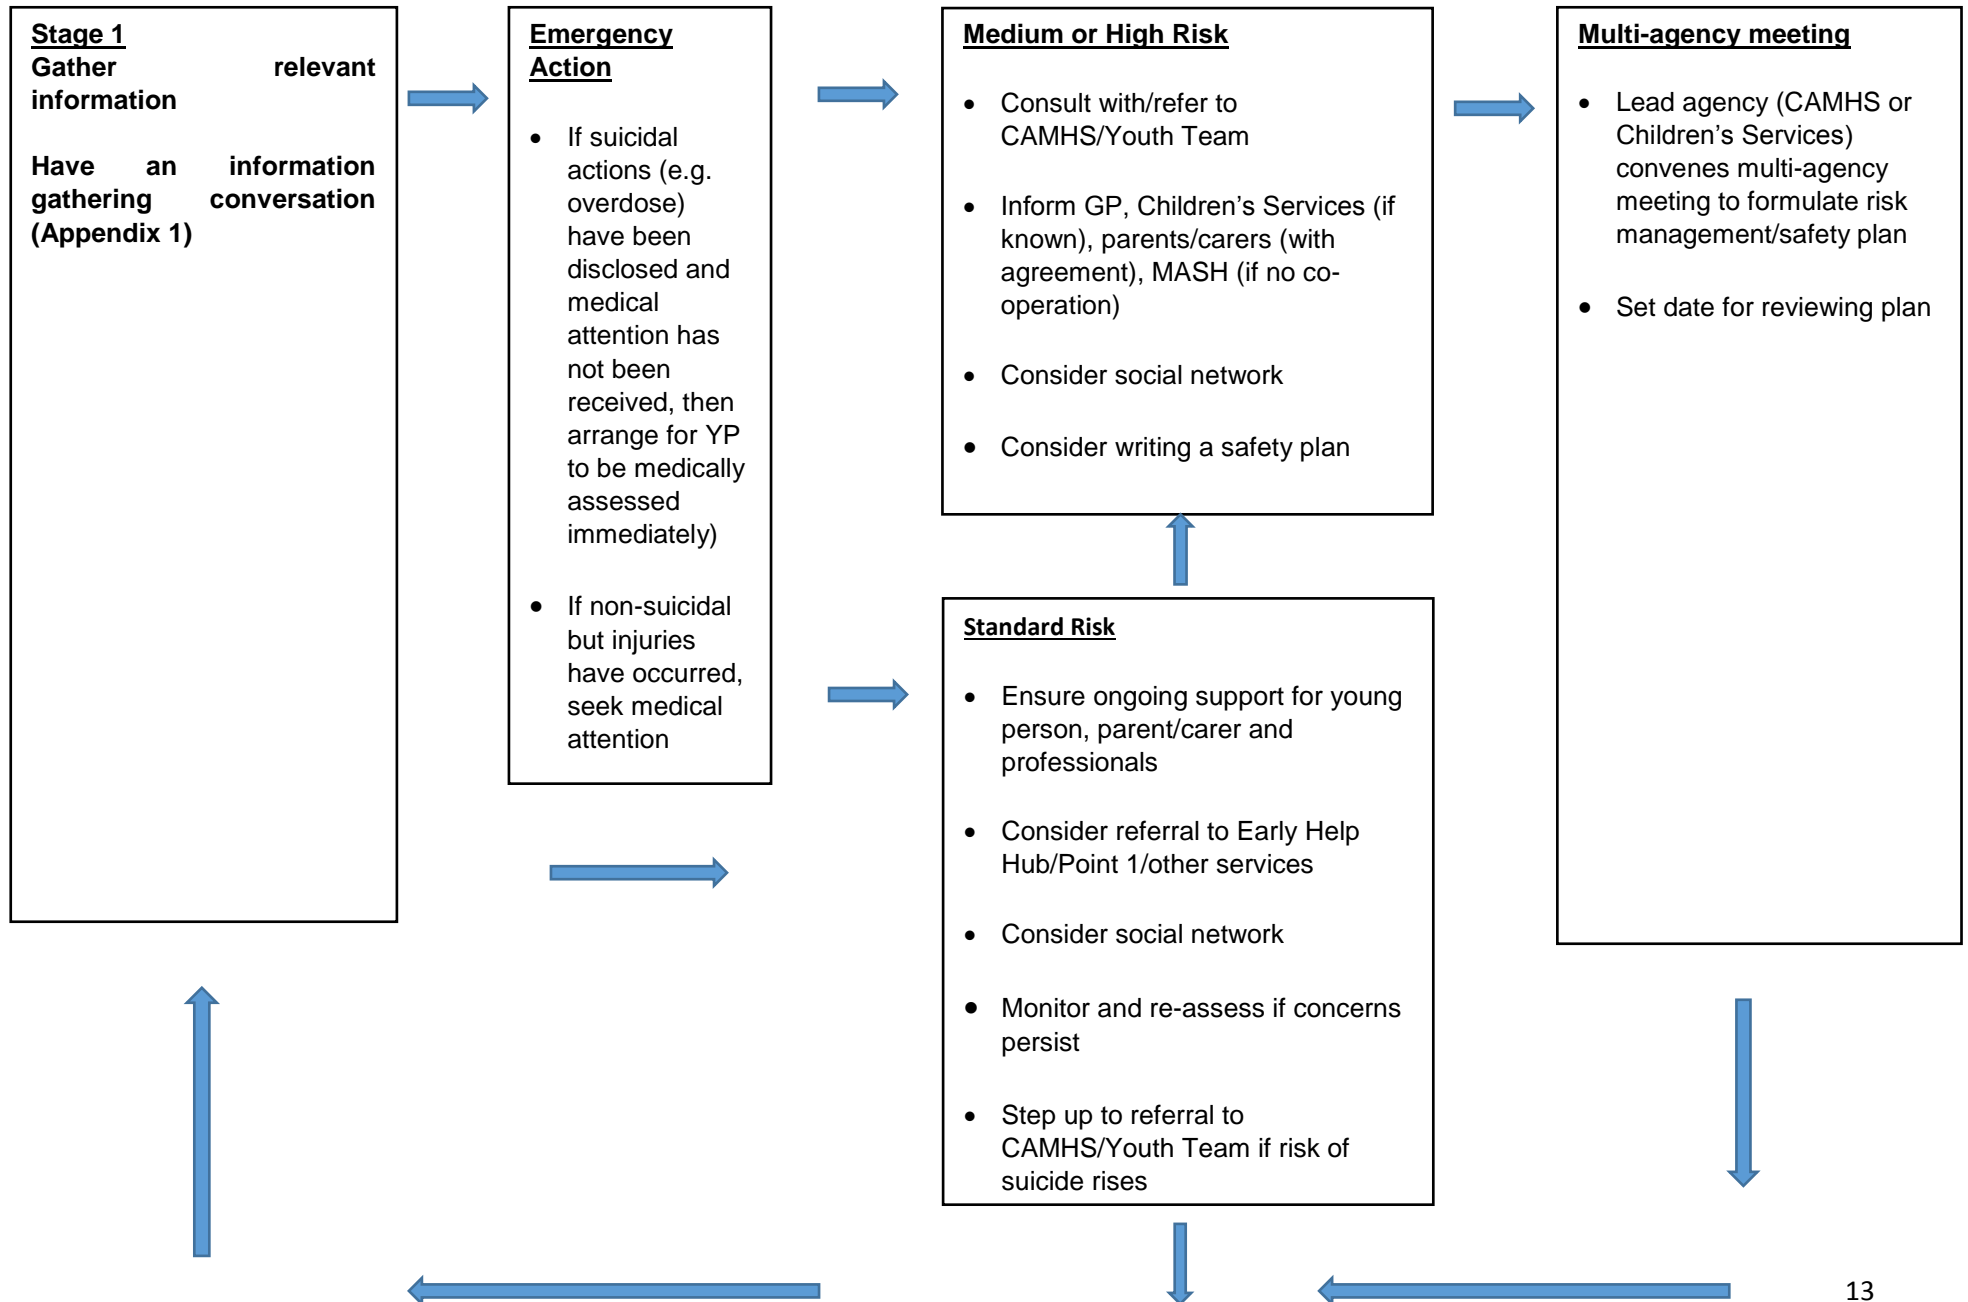 Stage 1
Gather relevant
information
Have an information
gathering conversation
(Appendix 1)
Emergency
Action
• If suicidal
actions (e.g.
overdose)
have been
disclosed and
medical
attention has
not been
received, then
arrange for YP
to be medically
assessed
immediately)
• If non-suicidal
but injuries
have occurred,
seek medical
attention
Medium or High Risk
• Consult with/refer to
CAMHS/Youth Team
• Inform GP, Children’s Services (if
known), parents/carers (with
agreement), MASH (if no co-
operation)
• Consider social network
• Consider writing a safety plan
Standard Risk
• Ensure ongoing support for young
person, parent/carer and
professionals
• Consider referral to Early Help
Hub/Point 1/other services
• Consider social network
• Monitor and re-assess if concerns
persist
• Step up to referral to
CAMHS/Youth Team if risk of
suicide rises
Multi-agency meeting
• Lead agency (CAMHS or
Children’s Services)
convenes multi-agency
meeting to formulate risk
management/safety plan
• Set date for reviewing plan
13